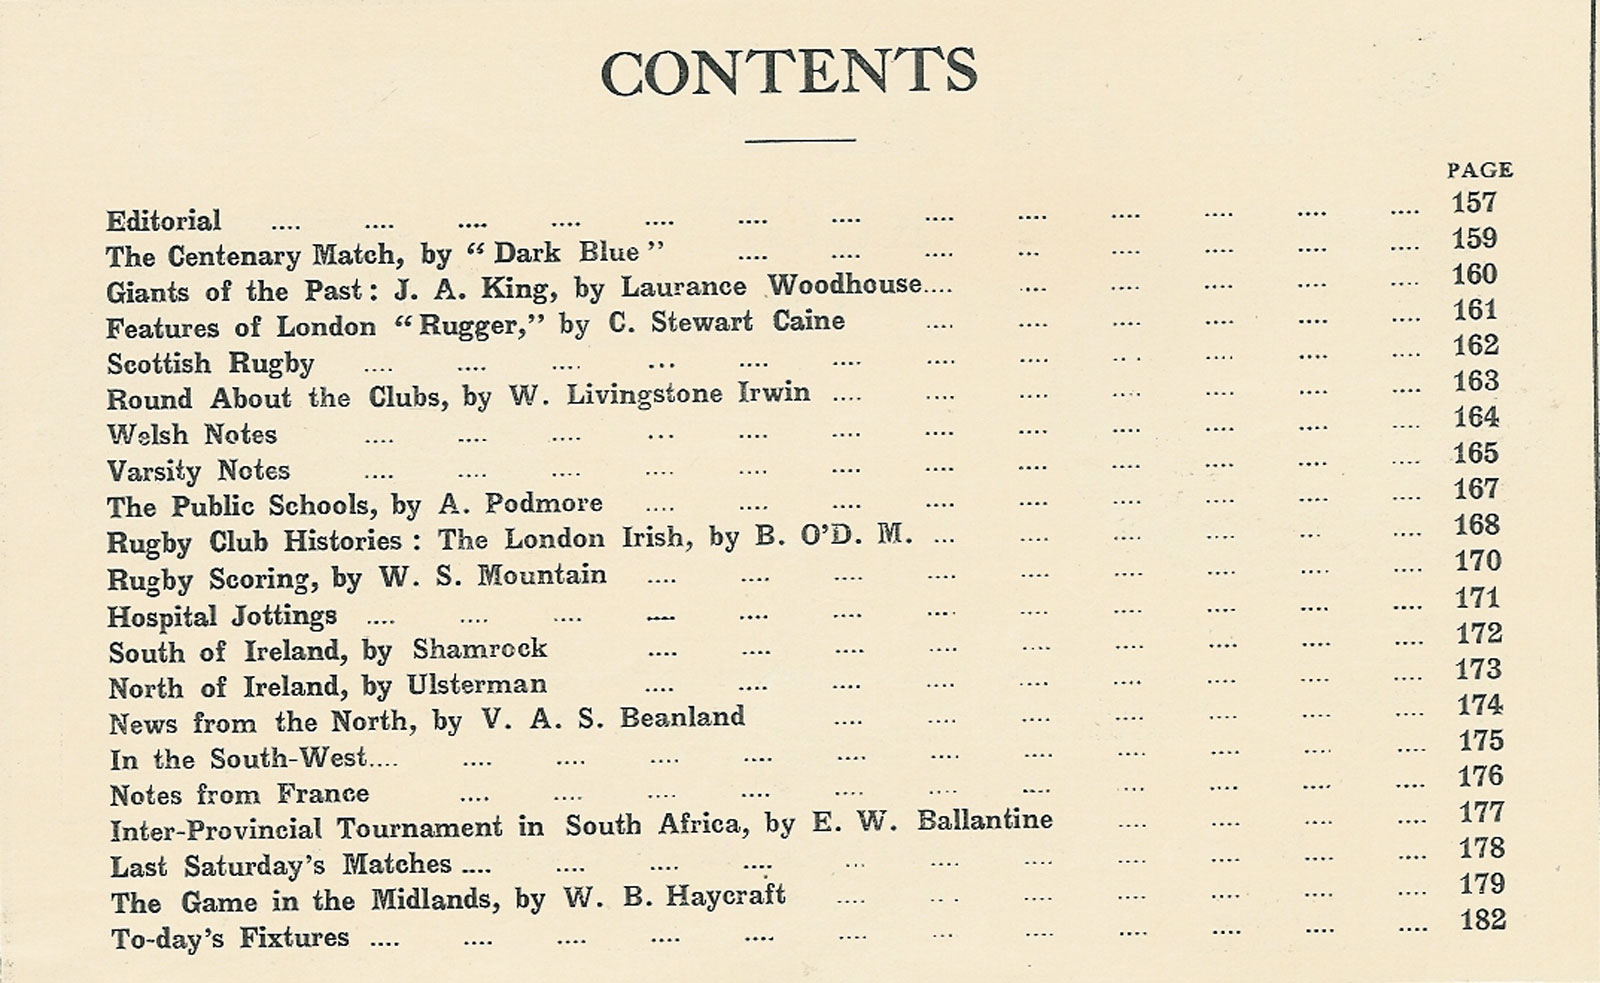 CONTENTS
PAGE
Editorial .... .... .... .... .... .... .... .... .... .... .... .... .... 157
The Centenary Match, by “Dark Blue” .... .... .... ... .... .... .... .... 159
Giants of the Past: J. A. King, by Laurance Woodhouse.... .... .... .... .... .... 160
Features of London “Rugger,” by C. Stewart Caine .... .... .... .... .... .... 161
Scottish Rugby .... .... .... ... .... .... .... .... .... .... .... .... 162
Round About the Clubs, by W. Livingstone Irwin .... .... .... .... .... .... .... 163
Welsh Notes .... .... .... ... .... .... .... .... .... .... .... .... 164
Varsity Notes .... .... .... .... .... .... .... .... .... .... .... .... 165
The Public Schools, by A. Podmore .... .... .... .... .... .... .... .... .... 167
Rugby Club Histories: The London Irish, by B. O’D. M. ... .... .... .... ... .... 168
Rugby Scoring, by W. S. Mountain .... .... .... .... .... .... .... .... .... 170
Hospital Jottings .... .... .... .... .... .... .... .... .... .... .... .... 171
South of Ireland, by Shamrock .... .... .... .... .... .... .... .... .... 172
North of Ireland, by Ulsterman .... .... .... .... .... .... .... .... .... 173
News from the North, by V. A. S. Beanland .... .... .... .... .... .... .... 174
In the South-West.... .... .... .... .... .... .... .... .... .... .... .... 175
Notes from France .... .... .... .... .... .... .... .... .... .... .... 176
Inter-Provincial Tournament in South Africa, by E. W. Ballantine .... .... .... .... 177
Last Saturday’s Matches .... .... .... .... ... .... .... .... .... .... .... 178
The Game in the Midlands, by W. B. Haycraft .... ... .... .... .... .... .... 179
To-day’s Fixtures .... .... .... .... .... .... ... .... .... .... .... .... 182